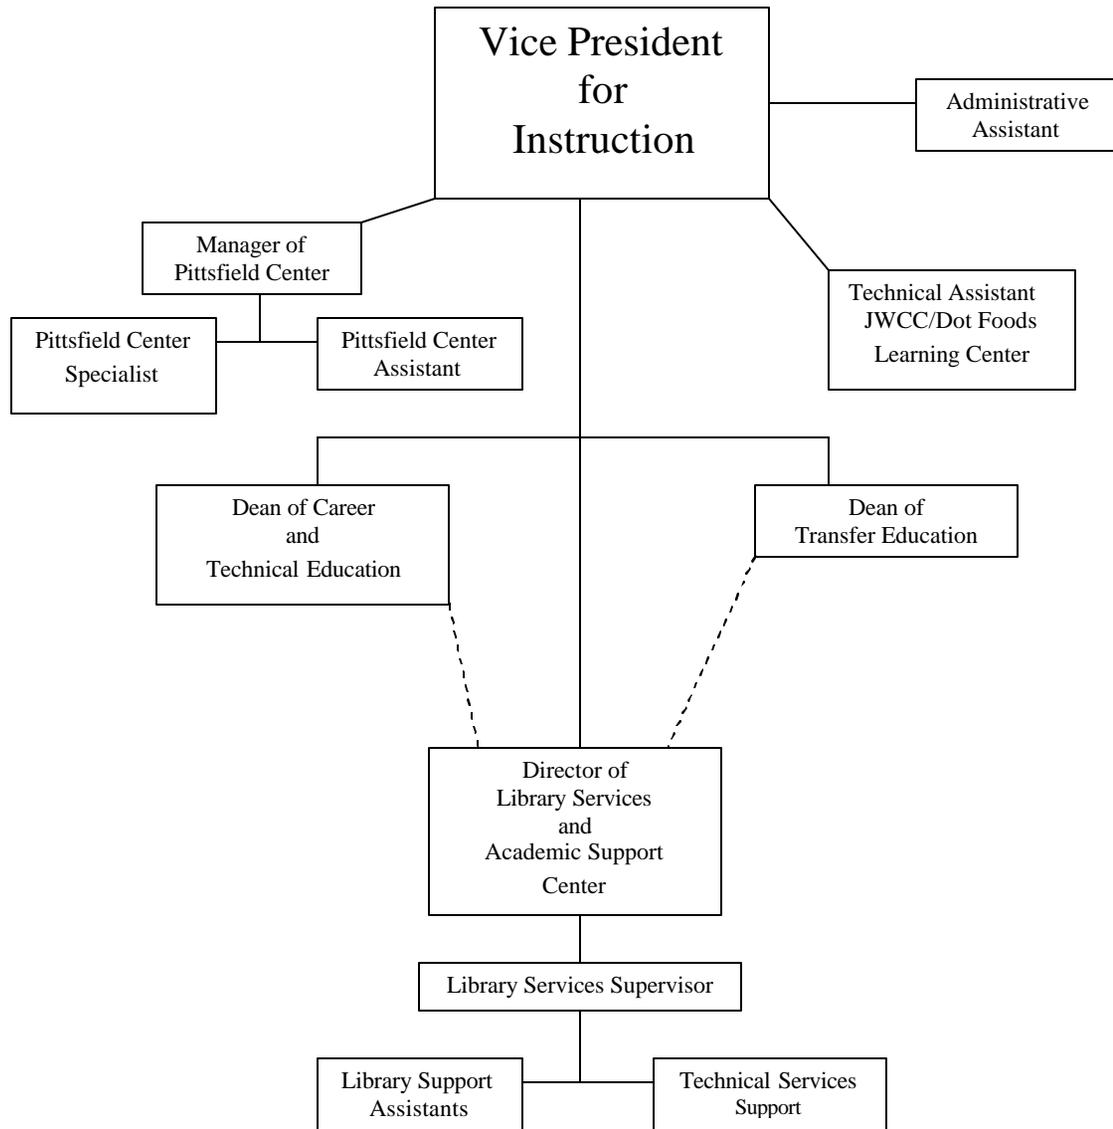 Vice President
for
Instruction
Administrative
Assistant
Manager of
Pittsfield Center
Technical Assistant
JWCC/Dot Foods
Learning Center
Pittsfield Center
Specialist
Pittsfield Center
Assistant
Dean of Career
and
Technical Education
Dean of
Transfer Education
Director of
Library Services
and
Academic Support
Center
Library Services Supervisor
Library Support
Assistants
Technical Services
Support